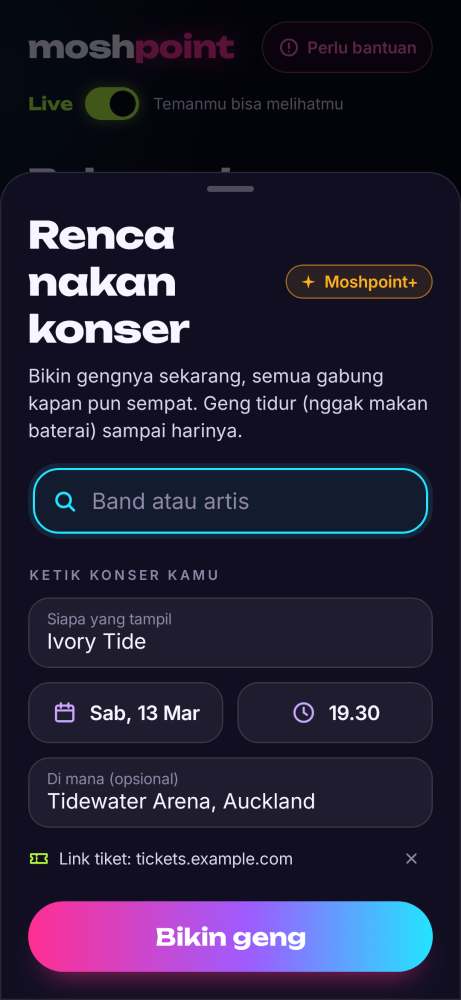 moshpoint
Perlu bantuan
Live
Temanmu bisa melihatmu
Renca
nakan
konser
Moshpoint+
Bikin gengnya sekarang, semua gabung
kapan pun sempat. Geng tidur (nggak makan
baterai) sampai harinya.
Band atau artis
KETIK KONSER KAMU
Siapa yang tampil
Ivory Tide
Sab, 13 Mar
19.30
Di mana (opsional)
Tidewater Arena, Auckland
Link tiket: tickets.example.com
Bikin geng